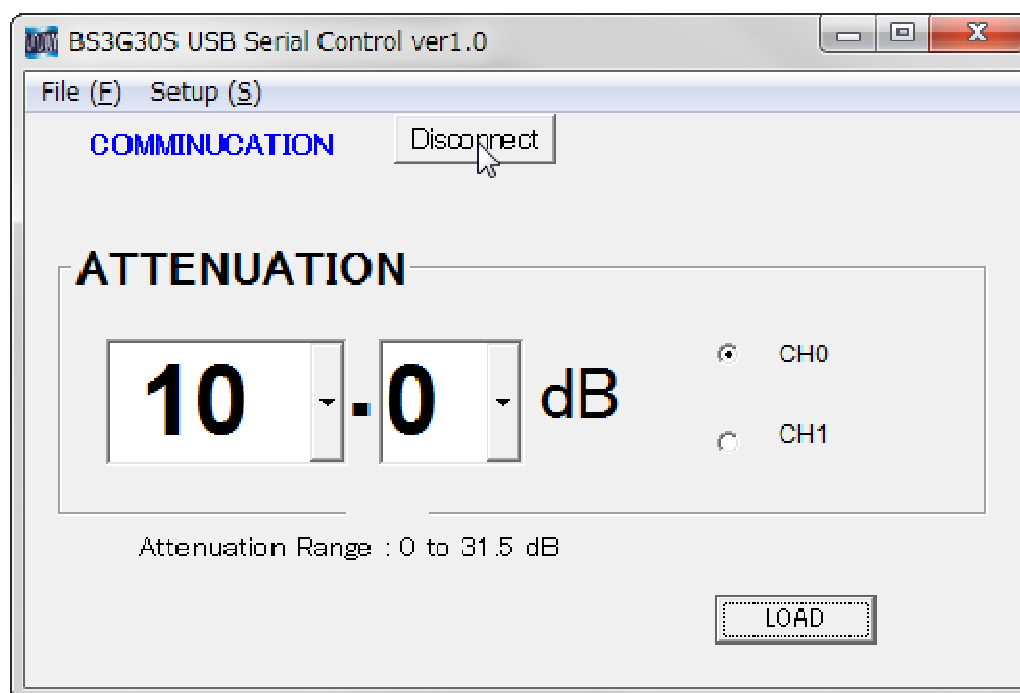 BS3G30S USB Serial Control ver1.0
File (F) Setup (S)
COMMINUCATION Disconnect
ATTENUATION
10 . 0 dB
CH0
CH1
Attenuation Range : 0 to 31.5 dB
LOAD